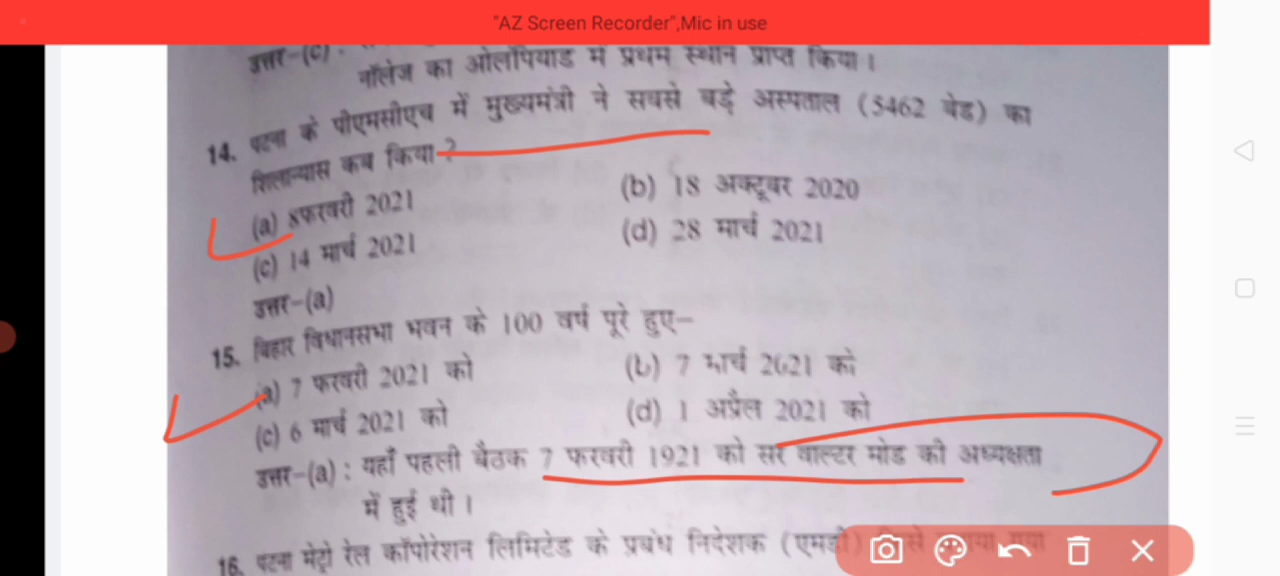 "AZ Screen Recorder",Mic in use
उत्तर-(c) :
नॉलेज का ओलंपियाड में प्रथम स्थान प्राप्त किया।
14. पटना के पीएमसीएच में मुख्यमंत्री ने सबसे बड़े अस्पताल (5462 बेड) का
शिलान्यास कब किया?
(a) 8फरवरी 2021 (b) 18 अक्टूबर 2020
(c) 14 मार्च 2021 (d) 28 मार्च 2021
उत्तर-(a)
15. बिहार विधानसभा भवन के 100 वर्ष पूरे हुए-
(a) 7 फरवरी 2021 को (b) 7 मार्च 2021 को
(c) 6 मार्च 2021 को (d) 1 अप्रैल 2021 को
उत्तर-(a) : यहाँ पहली बैठक 7 फरवरी 1921 को सर वाल्टर मोड की अध्यक्षता
में हुई थी।
16. पटना मेट्रो रेल कॉपोरेशन लिमिटेड के प्रबंध निदेशक (एमडी)